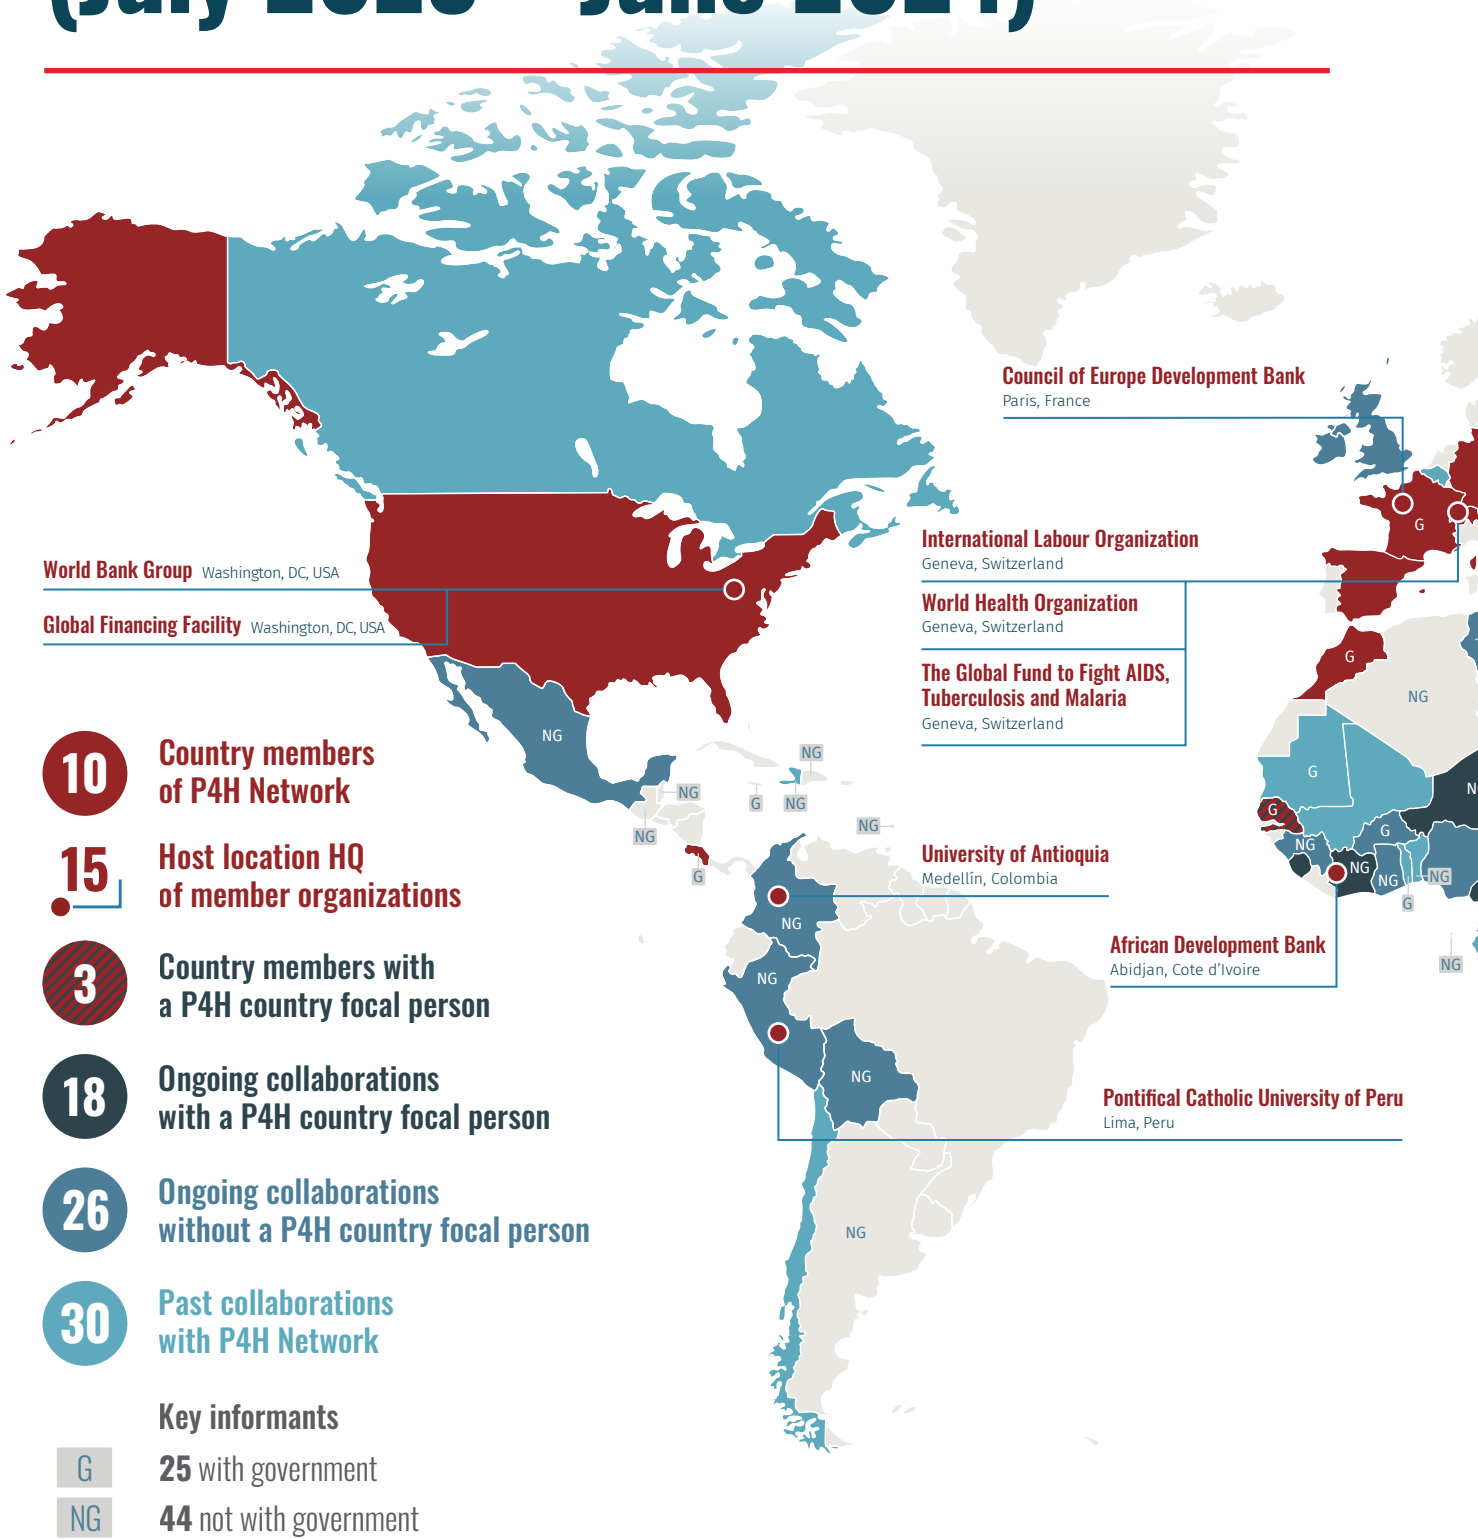 (July 2023 – June 2024)
Council of Europe Development Bank
Paris, France
G
International Labour Organization
Geneva, Switzerland
World Health Organization
Geneva, Switzerland
The Global Fund to Fight AIDS,
Tuberculosis and Malaria
Geneva, Switzerland
World Bank Group Washington, DC, USA
Global Financing Facility Washington, DC, USA
G
NG
NG
NG
NG
G
NG
NG
NG
G
G
G
G
NG
NG
NG
NG
G
NG
University of Antioquia
Medellín, Colombia
NG
NG
African Development Bank
Abidjan, Cote d’Ivoire
NG
NG
Pontifical Catholic University of Peru
Lima, Peru
NG
10 Country members
of P4H Network
15 Host location HQ
of member organizations
3 Country members with
a P4H country focal person
18 Ongoing collaborations
with a P4H country focal person
26 Ongoing collaborations
without a P4H country focal person
30 Past collaborations
with P4H Network
Key informants
G 25 with government
NG 44 not with government